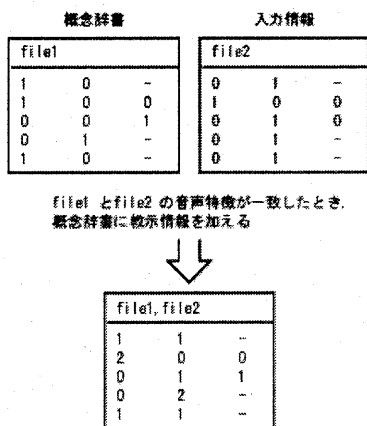 概念辞書
入力情報
file1
1 0 -
1 0 0
0 0 1
0 1 -
1 0 -
file2
0 1 -
1 0 0
0 1 0
0 1 -
0 1 -
file1 とfile2 の音声特徴が一致したとき,
概念辞書に教示情報を加える
file1,file2
1 1 -
2 0 0
0 1 1
0 2 -
1 1 -